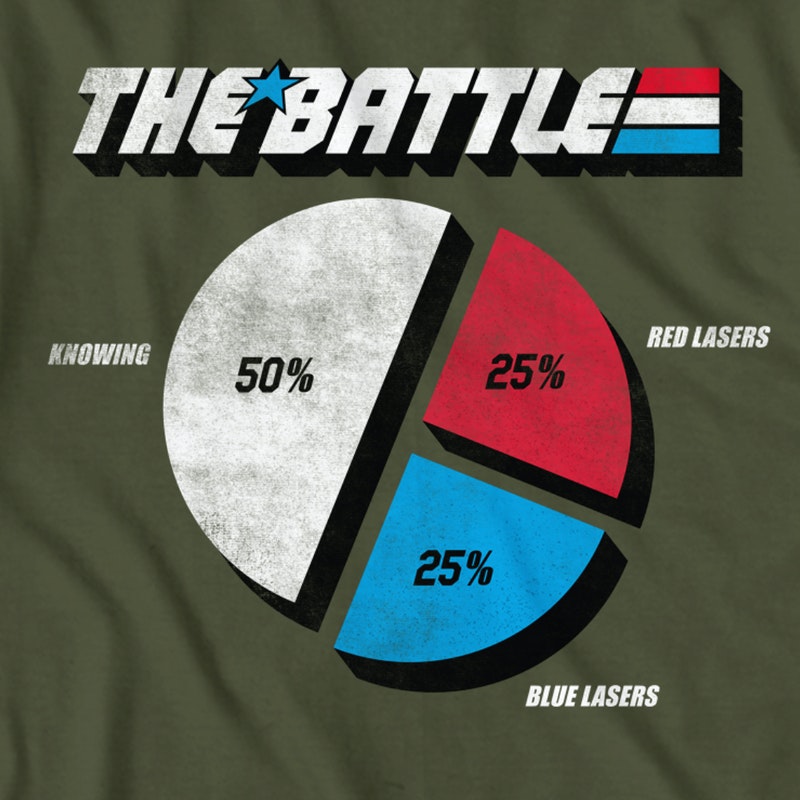 THE BATTLE
KNOWING
50%
25%
RED LASERS
25%
BLUE LASERS